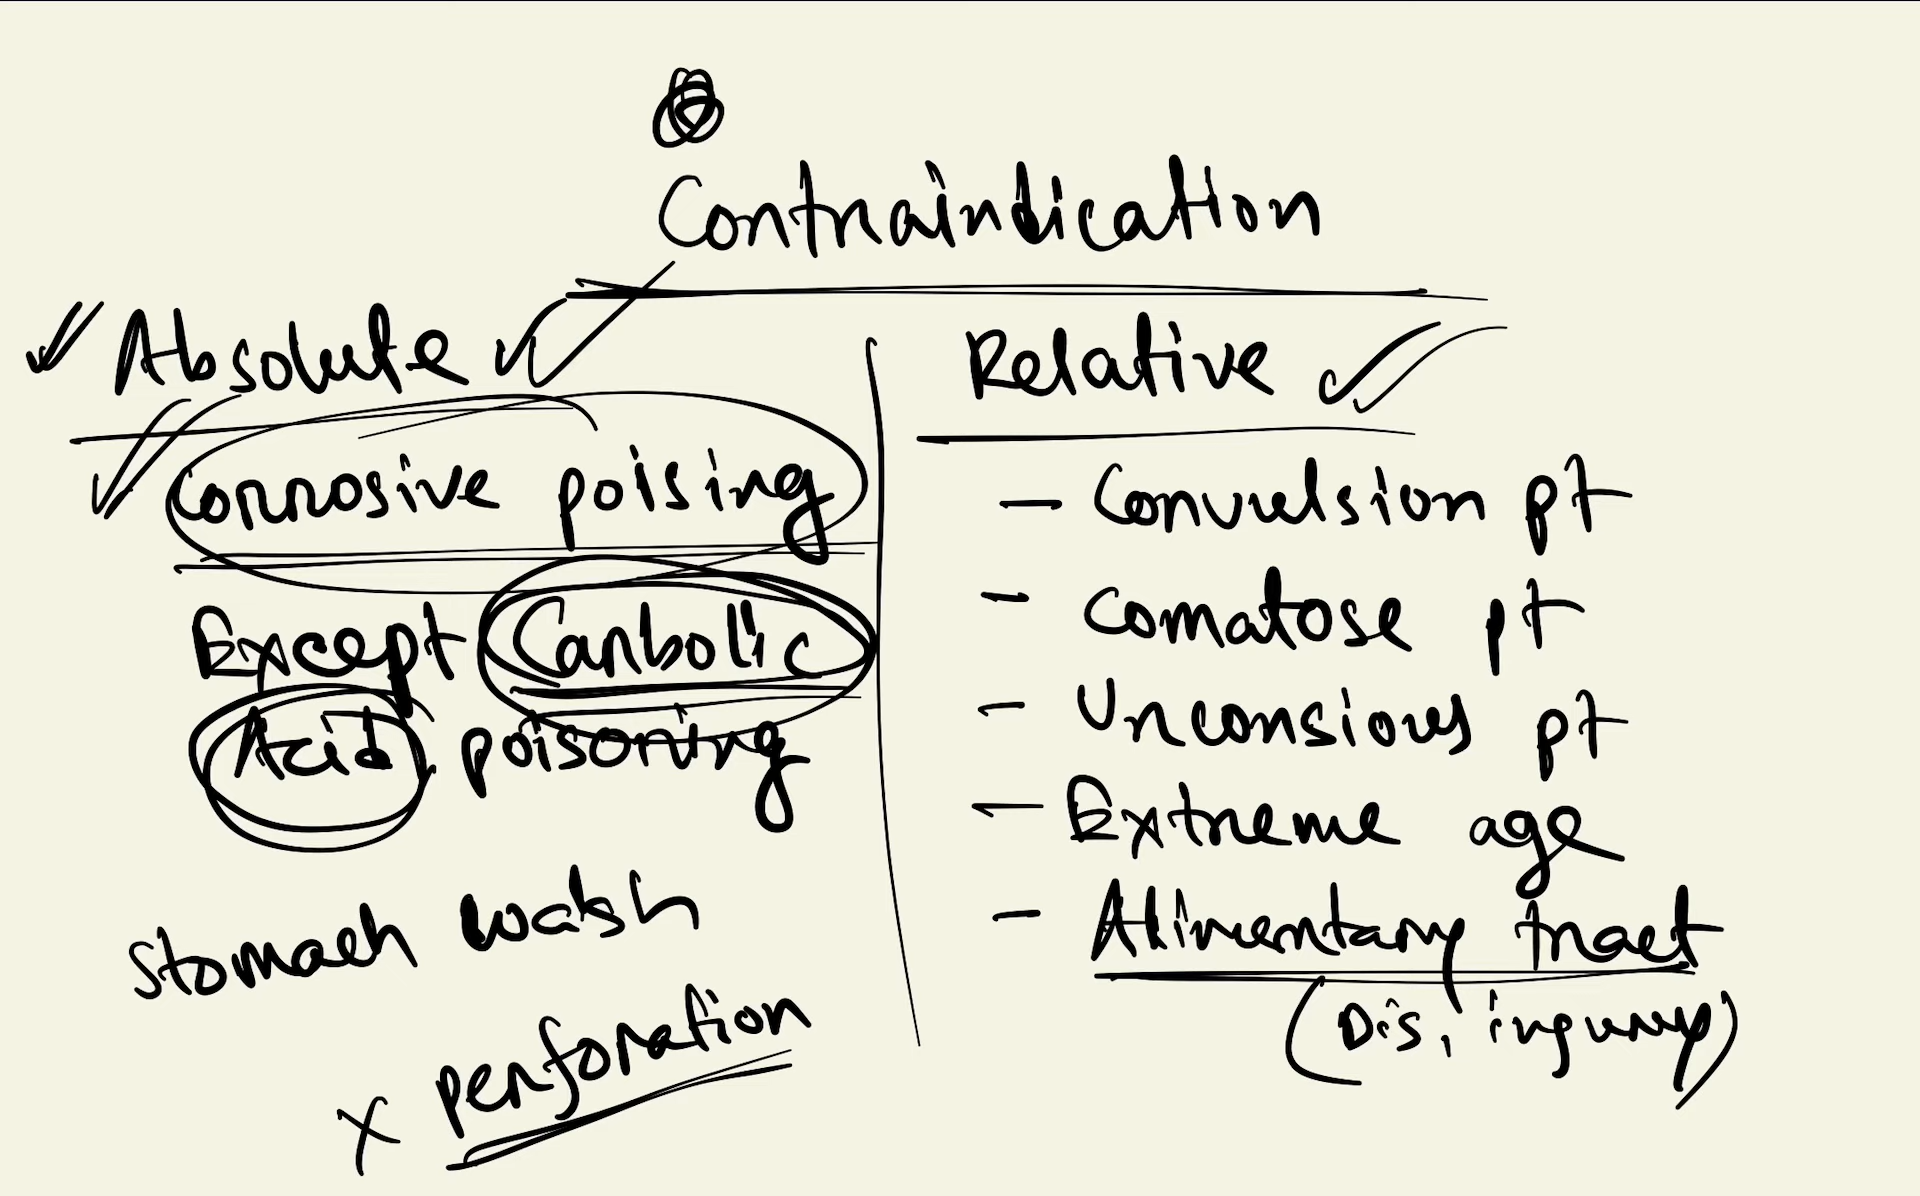 Contraindication
Absolute
Corrosive poising
Except Carbolic
Acid poisoning
stomach wash
x perforation
Relative
- Convulsion pt
- Comatose pt
- Unconsious pt
- Extreme age
- Alimentary tract
(Dis,